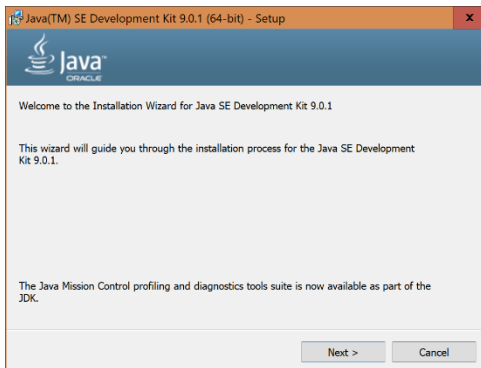 Java(TM) SE Development Kit 9.0.1 (64-bit) - Setup
Java™
ORACLE
Welcome to the Installation Wizard for Java SE Development Kit 9.0.1
This wizard will guide you through the installation process for the Java SE Development
Kit 9.0.1.
The Java Mission Control profiling and diagnostics tools suite is now available as part of the
JDK.
Next >
Cancel